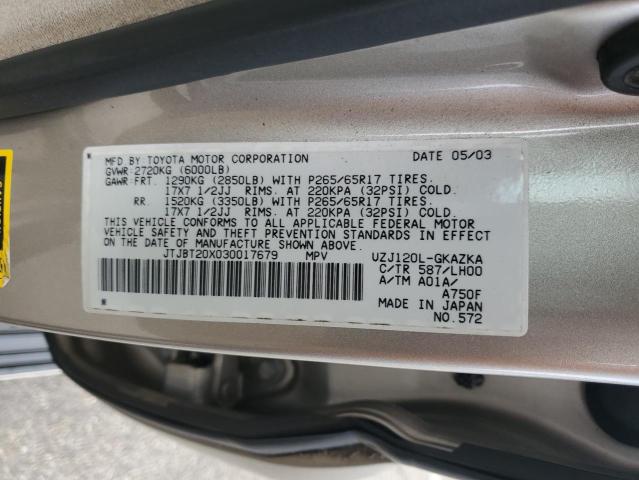 MFD BY TOYOTA MOTOR CORPORATION DATE 05/03
GVWR 2720KG (6000LB)
GAWR FRT. 1290KG (2850LB) WITH P265/65R17 TIRES.
17X7 1/2JJ RIMS. AT 220KPA (32PSI) COLD.
RR. 1520KG (3350LB) WITH P265/65R17 TIRES.
17X7 1/2JJ RIMS. AT 220KPA (32PSI) COLD.
THIS VEHICLE CONFORMS TO ALL APPLICABLE FEDERAL MOTOR
VEHICLE SAFETY AND THEFT PREVENTION STANDARDS IN
EFFECT ON THE DATE OF MANUFACTURE SHOWN ABOVE.
JTJBT20X030017679 MPV UZJ120L-GKAZKA
C/TR 587/LH00
A/TM A01A/
A750F
MADE IN JAPAN
NO.572